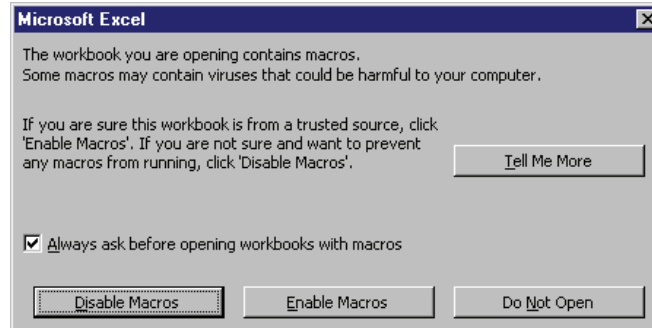 Microsoft Excel
The workbook you are opening contains macros.
Some macros may contain viruses that could be harmful to your computer.
If you are sure this workbook is from a trusted source, click
'Enable Macros'. If you are not sure and want to prevent
any macros from running, click 'Disable Macros'.
Tell Me More
Always ask before opening workbooks with macros
Disable Macros
Enable Macros
Do Not Open